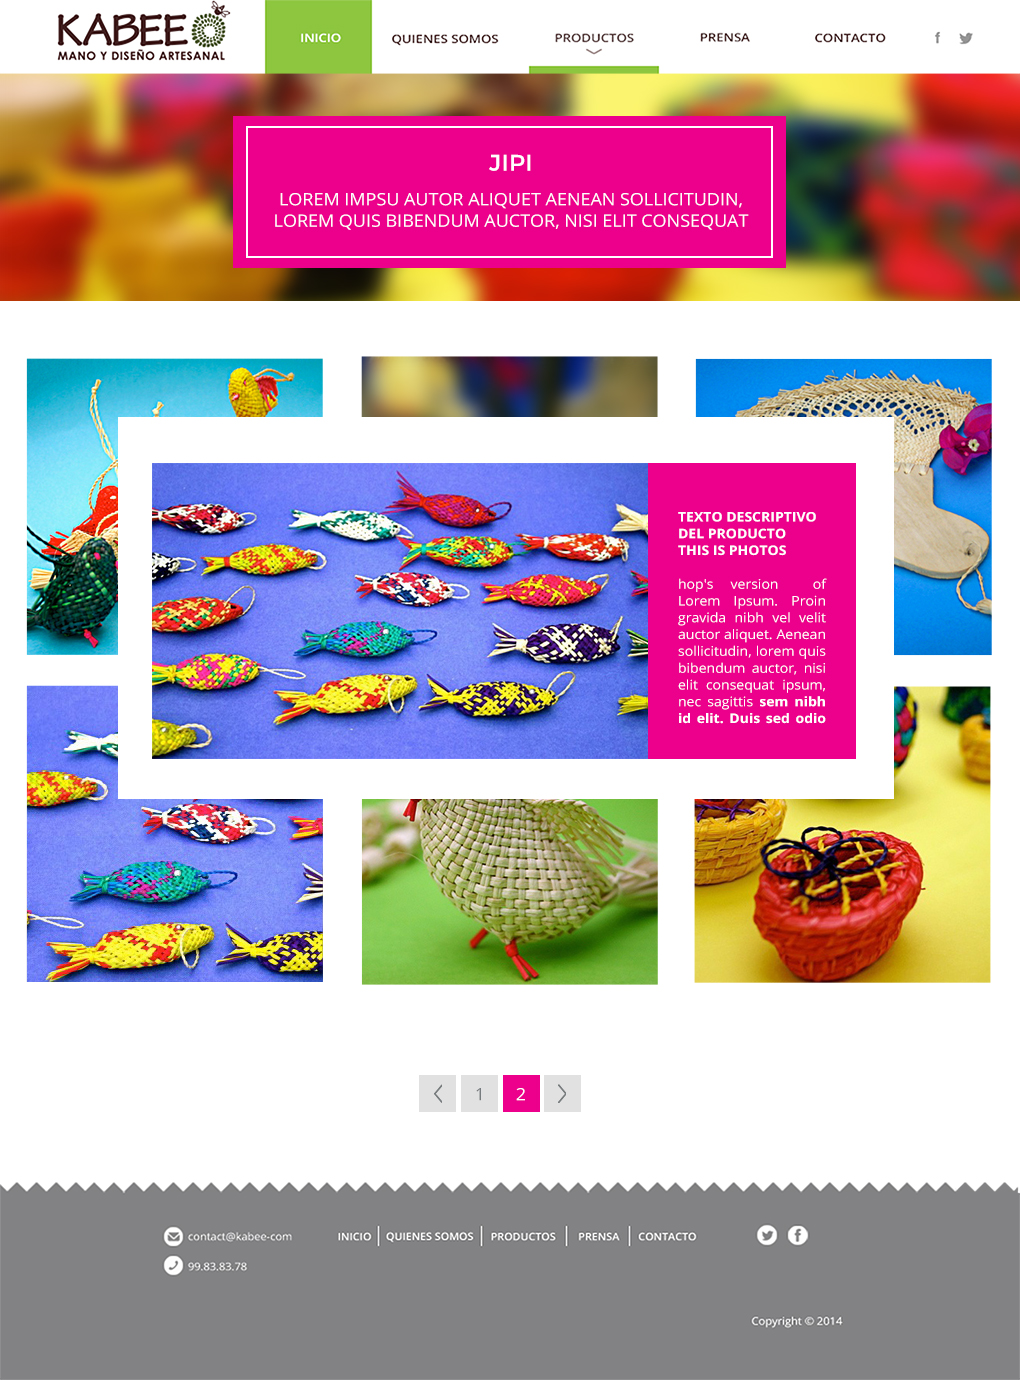 KABEE
MANO Y DISEÑO ARTESANAL
INICIO
QUIENES SOMOS
PRODUCTOS
PRENSA
CONTACTO
f
JIPI
LOREM IMPSU AUTOR ALIQUET AENEAN SOLLICITUDIN,
LOREM QUIS BIBENDUM AUCTOR, NISI ELIT CONSEQUAT
TEXTO DESCRIPTIVO
DEL PRODUCTO
THIS IS PHOTOS
hop's version of
Lorem Ipsum. Proin
gravida nibh vel velit
auctor aliquet. Aenean
sollicitudin, lorem quis
bibendum auctor, nisi
elit consequat ipsum,
nec sagittis sem nibh
id elit. Duis sed odio
1
2
contact@kabee-com
99.83.83.78
INICIO
QUIENES SOMOS
PRODUCTOS
PRENSA
CONTACTO
f
Copyright © 2014